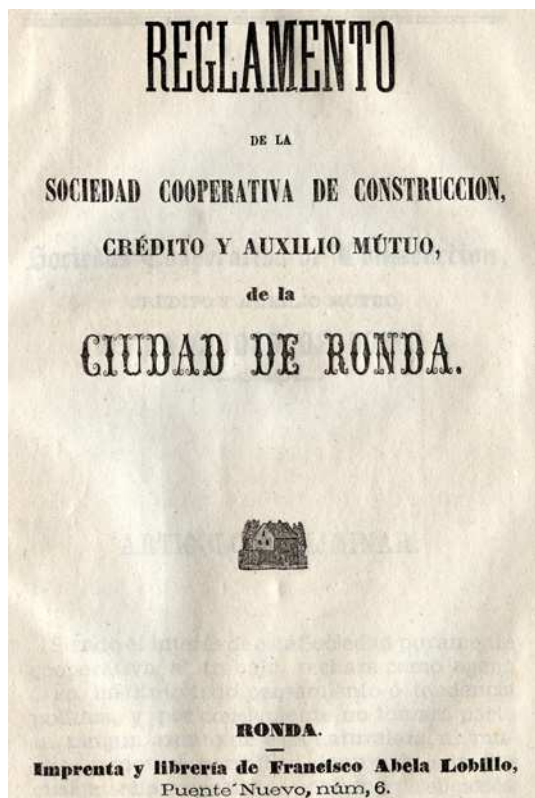 REGLAMENTO
DE LA
SOCIEDAD COOPERATIVA DE CONSTRUCCION,
CRÉDITO Y AUXILIO MÚTUO,
de la
CIUDAD DE RONDA.
RONDA.
Imprenta y librería de Francisco Abela Lobillo,
Puente Nuevo, núm, 6.